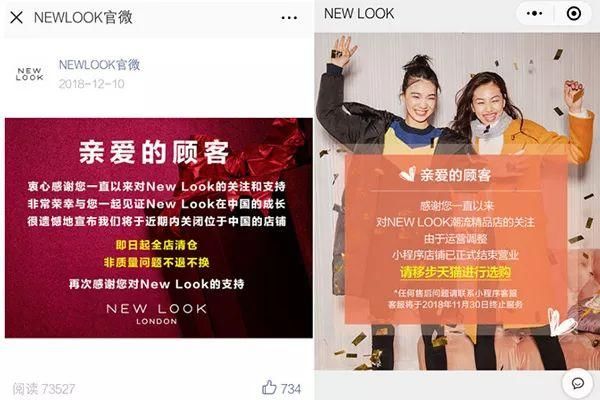 NEWLOOK官微
NEW LOOK
NEWLOOK官微
2018-12-10
亲爱的顾客
衷心感谢您一直以来对New Look的关注和支持
非常荣幸与您一起见证New Look在中国的成长
很遗憾地宣布我们将于近期内关闭位于中国的店铺
即日起全店清仓
非质量问题不退不换
再次感谢您对New Look的支持
NEW LOOK
LONDON
阅读 73527
734
NEW LOOK
亲爱的顾客
感谢您一直以来
对NEW LOOK潮流精品店的关注
由于运营调整
小程序店铺已正式结束营业
请移步天猫进行选购
*任何售后问题请联系小程序客服
客服将于2018年11月30日终止服务